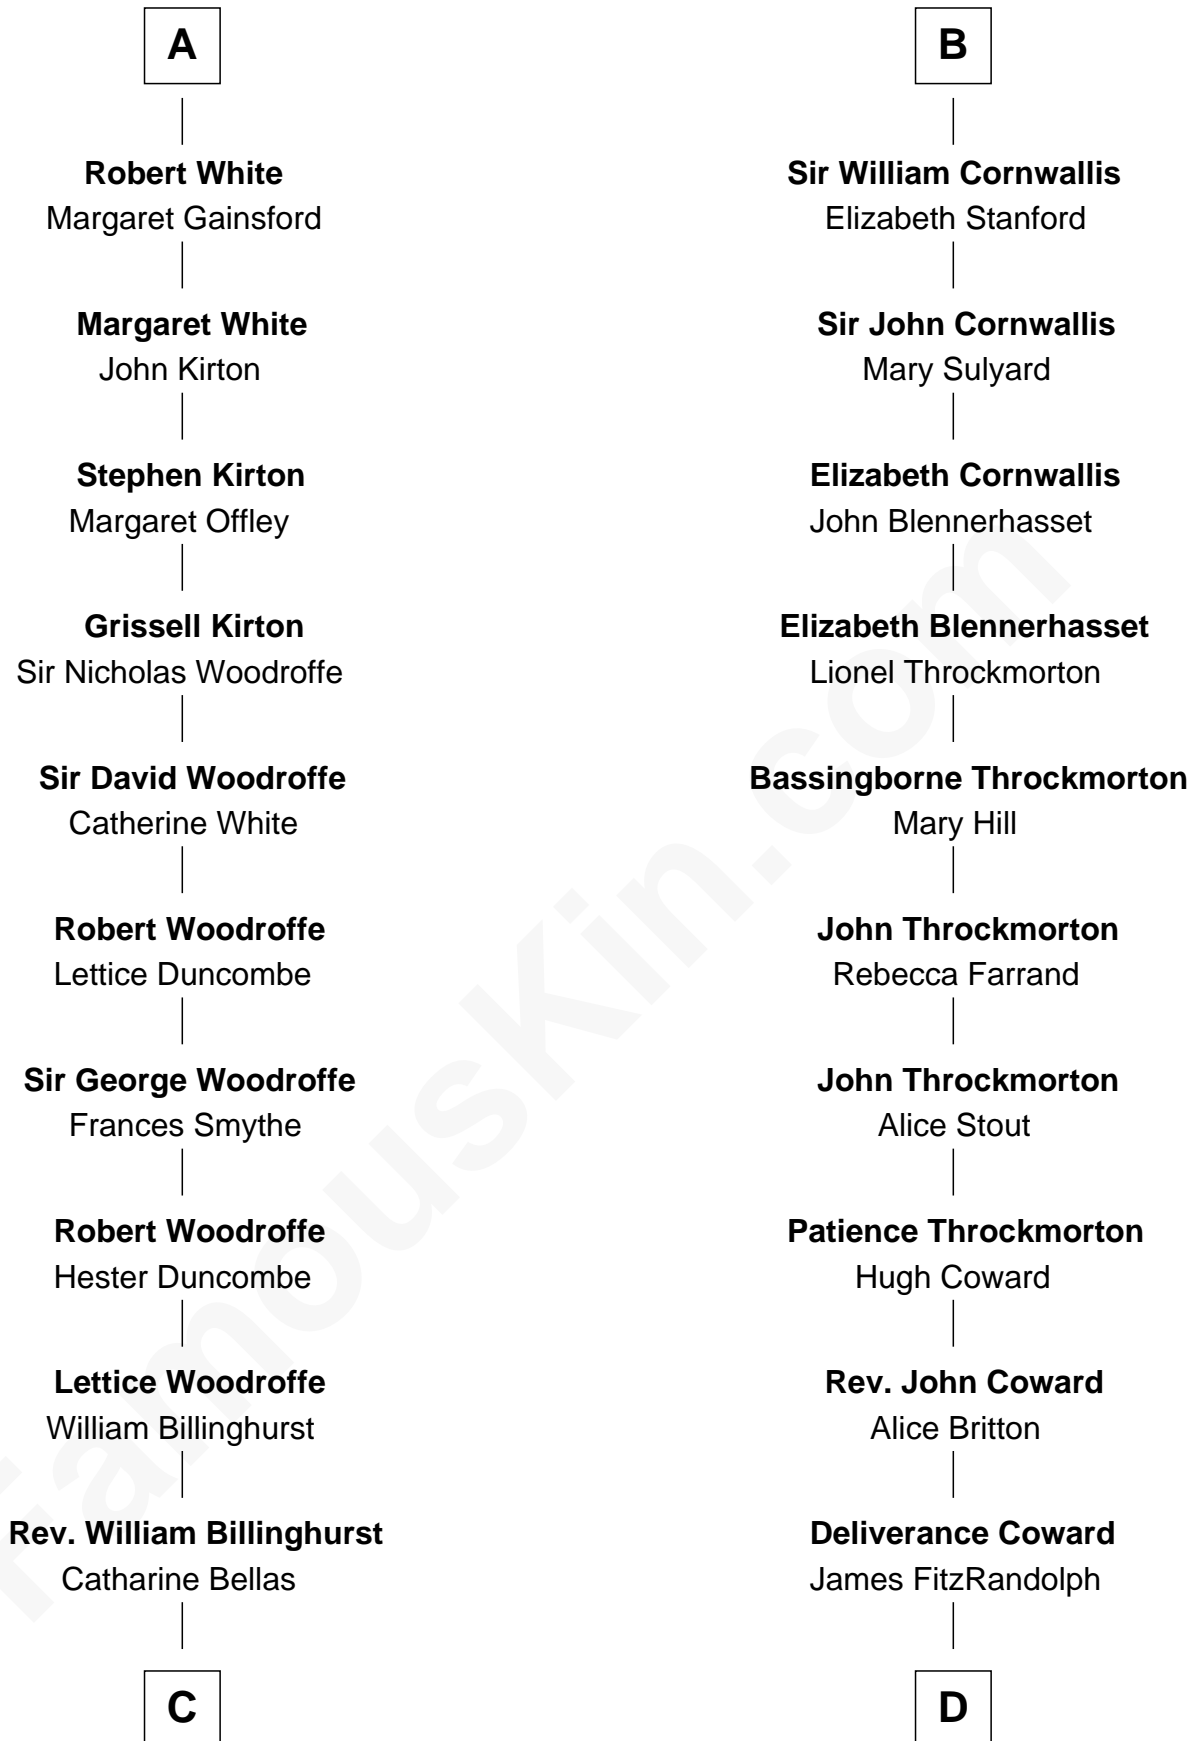 A
Robert White
Margaret Gainsford
Margaret White
John Kirton
Stephen Kirton
Margaret Offley
Grissell Kirton
Sir Nicholas Woodroffe
Sir David Woodroffe
Catherine White
Robert Woodroffe
Lettice Duncombe
Sir George Woodroffe
Frances Smythe
Robert Woodroffe
Hester Duncombe
Lettice Woodroffe
William Billinghurst
Rev. William Billinghurst
Catharine Bellas
C
B
Sir William Cornwallis
Elizabeth Stanford
Sir John Cornwallis
Mary Sulyard
Elizabeth Cornwallis
John Blennerhasset
Elizabeth Blennerhasset
Lionel Throckmorton
Bassingborne Throckmorton
Mary Hill
John Throckmorton
Rebecca Farrand
John Throckmorton
Alice Stout
Patience Throckmorton
Hugh Coward
Rev. John Coward
Alice Britton
Deliverance Coward
James FitzRandolph
D
FamousKin.com